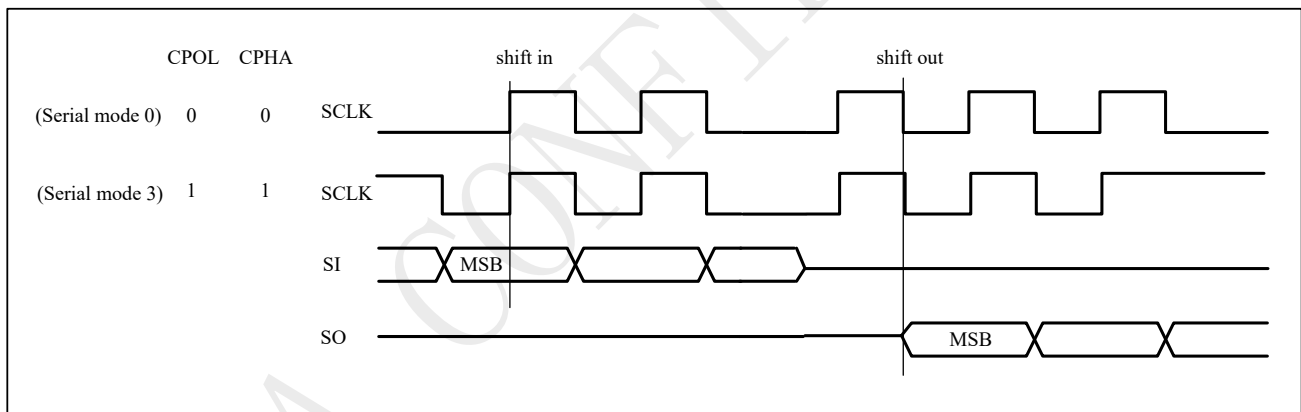 CPOL CPHA shift in shift out
(Serial mode 0) 0 0 SCLK
(Serial mode 3) 1 1 SCLK
SI MSB
SO MSB